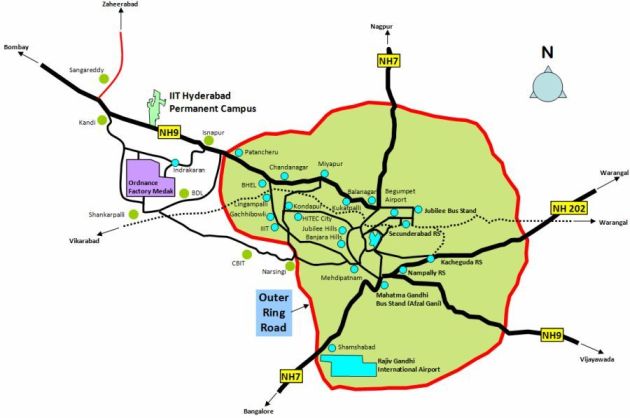 Zaheerabad
Nagpur
Bombay
N
Sangareddy
NH7
IIT Hyderabad
Permanent Campus
Kandi
NH9
Isnapur
Patancheru
Indrakaran
Chandanagar
Miyapur
Warangal
Ordnance
Factory Medak
BDL
BHEL
Lingampalli
Balanagar
Begumpet
Airport
Kondapur
Kukatpalli
Jubilee Bus Stand
NH 202
Shankarpalli
Gachhibowli
HITEC City
Warangal
IIIT
Jubilee Hills
Banjara Hills
Secunderabad RS
Vikarabad
CBIT
Narsingi
Kacheguda RS
Mehdipatnam
Nampally RS
Outer
Ring
Road
Mahatma Gandhi
Bus Stand (Afzal Ganj)
NH9
Shamshabad
Vijayawada
Rajiv Gandhi
International Airport
NH7
Bangalore